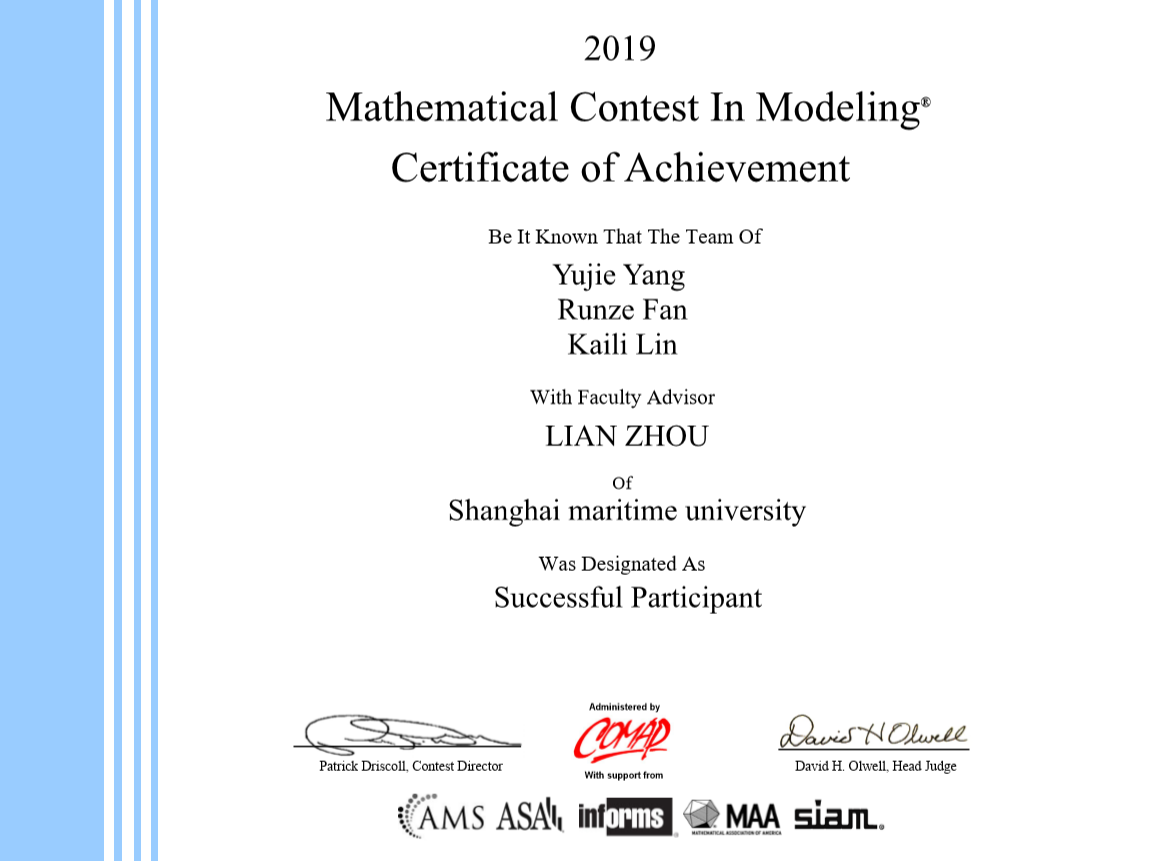 2019
Mathematical Contest In Modeling®
Certificate of Achievement
Be It Known That The Team Of
Yujie Yang
Runze Fan
Kaili Lin
With Faculty Advisor
LIAN ZHOU
Of
Shanghai maritime university
Was Designated As
Successful Participant
Administered by
COMAP
David H Olwell
Patrick Driscoll, Contest Director
With support from
David H. Olwell, Head Judge
AMS ASA informs MAA siam.
MATHEMATICAL ASSOCIATION OF AMERICA